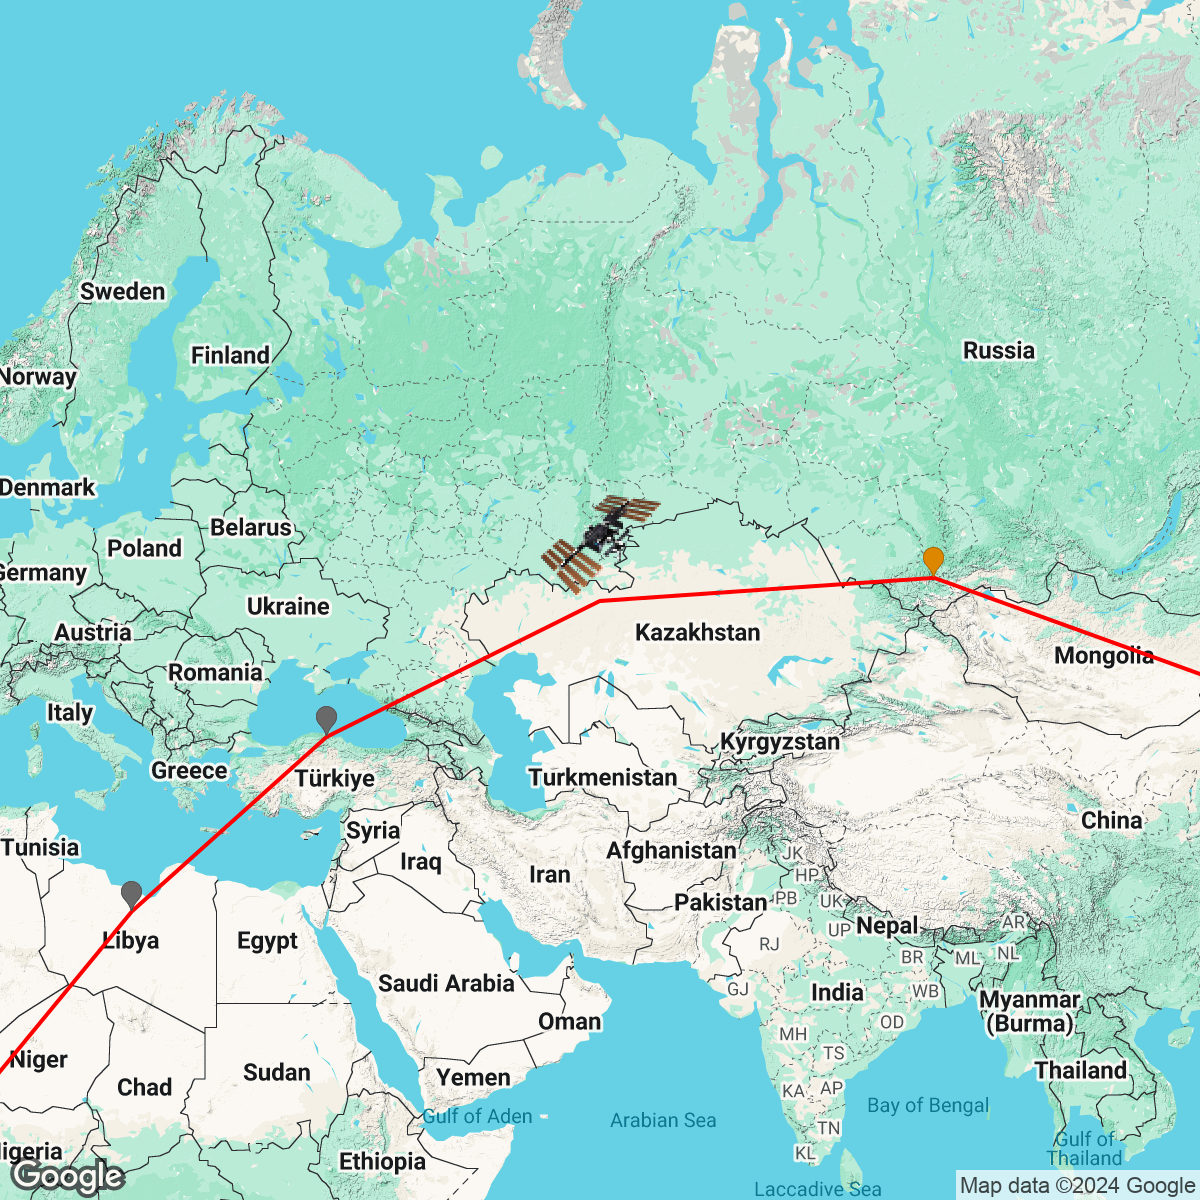 Sweden
Finland
Russia
Norway
Denmark
Belarus
Poland
Germany
Ukraine
Austria
Kazakhstan
Mongolia
Romania
Italy
Kyrgyzstan
Greece
Türkiye
Turkmenistan
China
Syria
Tunisia
Iraq
Afghanistan
JK
HP
Iran
Pakistan
PB
UK
AR
Nepal
UP
Libya
Egypt
RJ
BR
ML
NL
Saudi Arabia
GJ
India
WB
Myanmar
(Burma)
Oman
OD
MH
TS
Niger
Chad
Sudan
Yemen
Thailand
KA
AP
Gulf of Aden
Arabian Sea
Bay of Bengal
TN
Gulf of
Thailand
KL
Nigeria
Ethiopia
Google
Laccadive Sea
Map data ©2024 Google